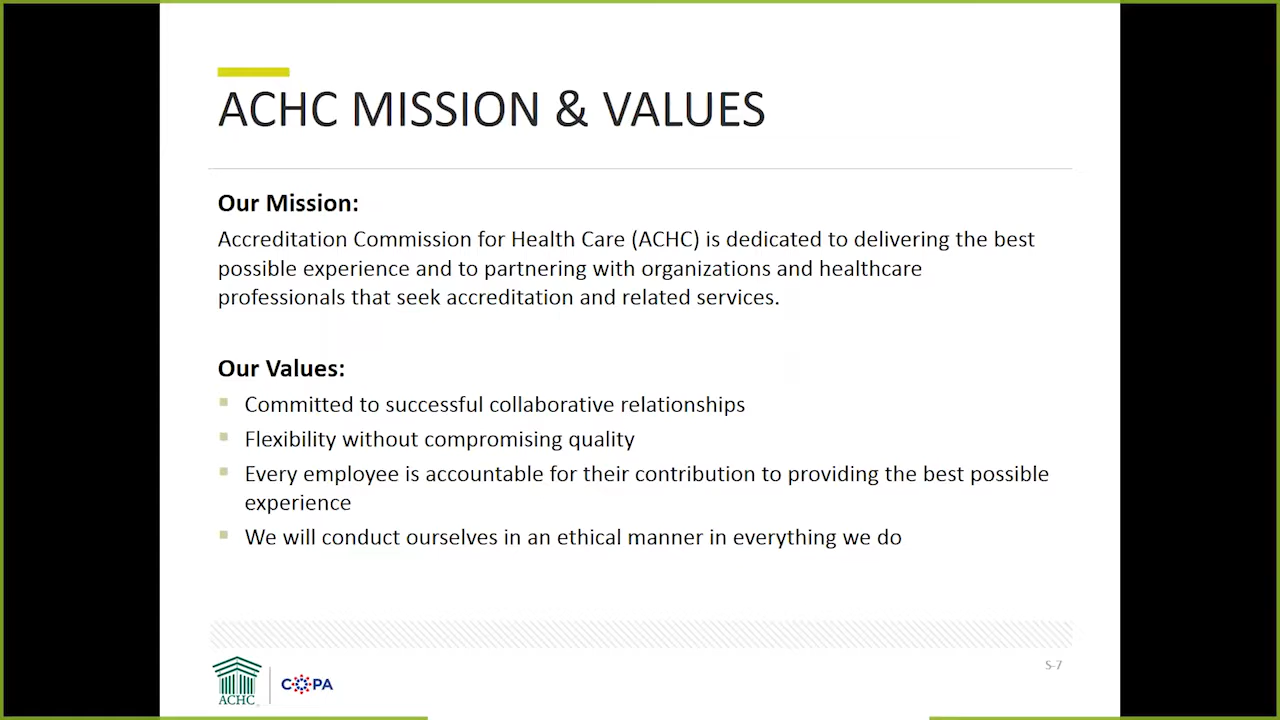 ACHC MISSION & VALUES
Our Mission:
Accreditation Commission for Health Care (ACHC) is dedicated to delivering the best
possible experience and to partnering with organizations and healthcare
professionals that seek accreditation and related services.
Our Values:
Committed to successful collaborative relationships
Flexibility without compromising quality
Every employee is accountable for their contribution to providing the best possible
experience
We will conduct ourselves in an ethical manner in everything we do
S-7
ACHC
COPA